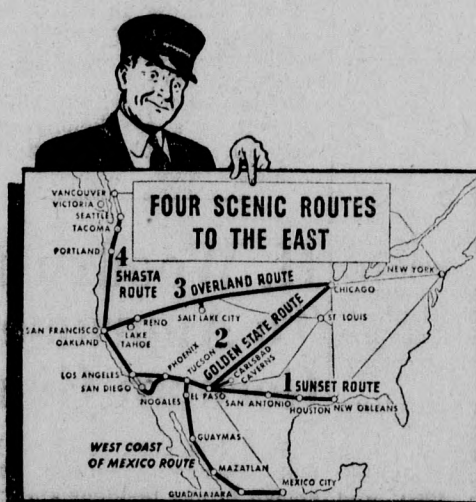 FOUR SCENIC ROUTES
TO THE EAST
VANCOUVER
VICTORIA
SEATTLE
TACOMA
PORTLAND
4
SHASTA
ROUTE
3 OVERLAND ROUTE
NEW YORK
CHICAGO
SAN FRANCISCO
OAKLAND
RENO
LAKE
TAHOE
SALT LAKE CITY
2
GOLDEN STATE ROUTE
ST LOUIS
LOS ANGELES
SAN DIEGO
PHOENIX
TUCSON
CARLSBAD
CAVERNS
NOGALES
EL PASO
1 SUNSET ROUTE
SAN ANTONIO
HOUSTON
NEW ORLEANS
WEST COAST
OF MEXICO ROUTE
GUAYMAS
MAZATLAN
GUADALAJARA
MEXICO CITY